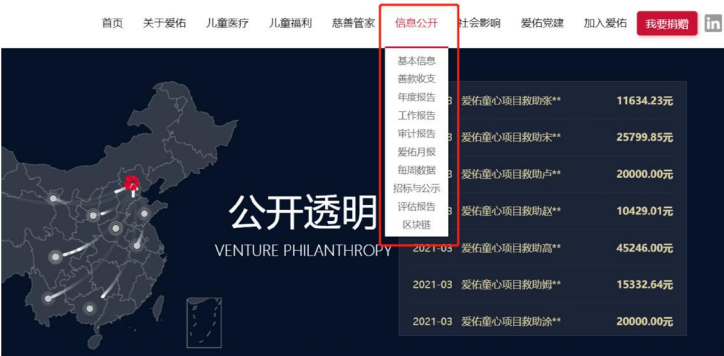 首页 关于爱佑 儿童医疗 儿童福利 慈善管家 信息公开 社会影响 爱佑党建 加入爱佑 我要捐赠 in
基本信息
善款收支
年度报告
工作报告
审计报告
爱佑月报
每周数据
招标与公示
评估报告
区块链
公开透明
VENTURE PHILANTHROPY
3 爱佑童心项目救助张** 11634.23元
3 爱佑童心项目救助宋** 25799.85元
3 爱佑童心项目救助卢** 20000.00元
3 爱佑童心项目救助赵** 10429.01元
2021-03 爱佑童心项目救助高** 45246.00元
2021-03 爱佑童心项目救助姆** 15332.64元
2021-03 爱佑童心项目救助涂** 20000.00元